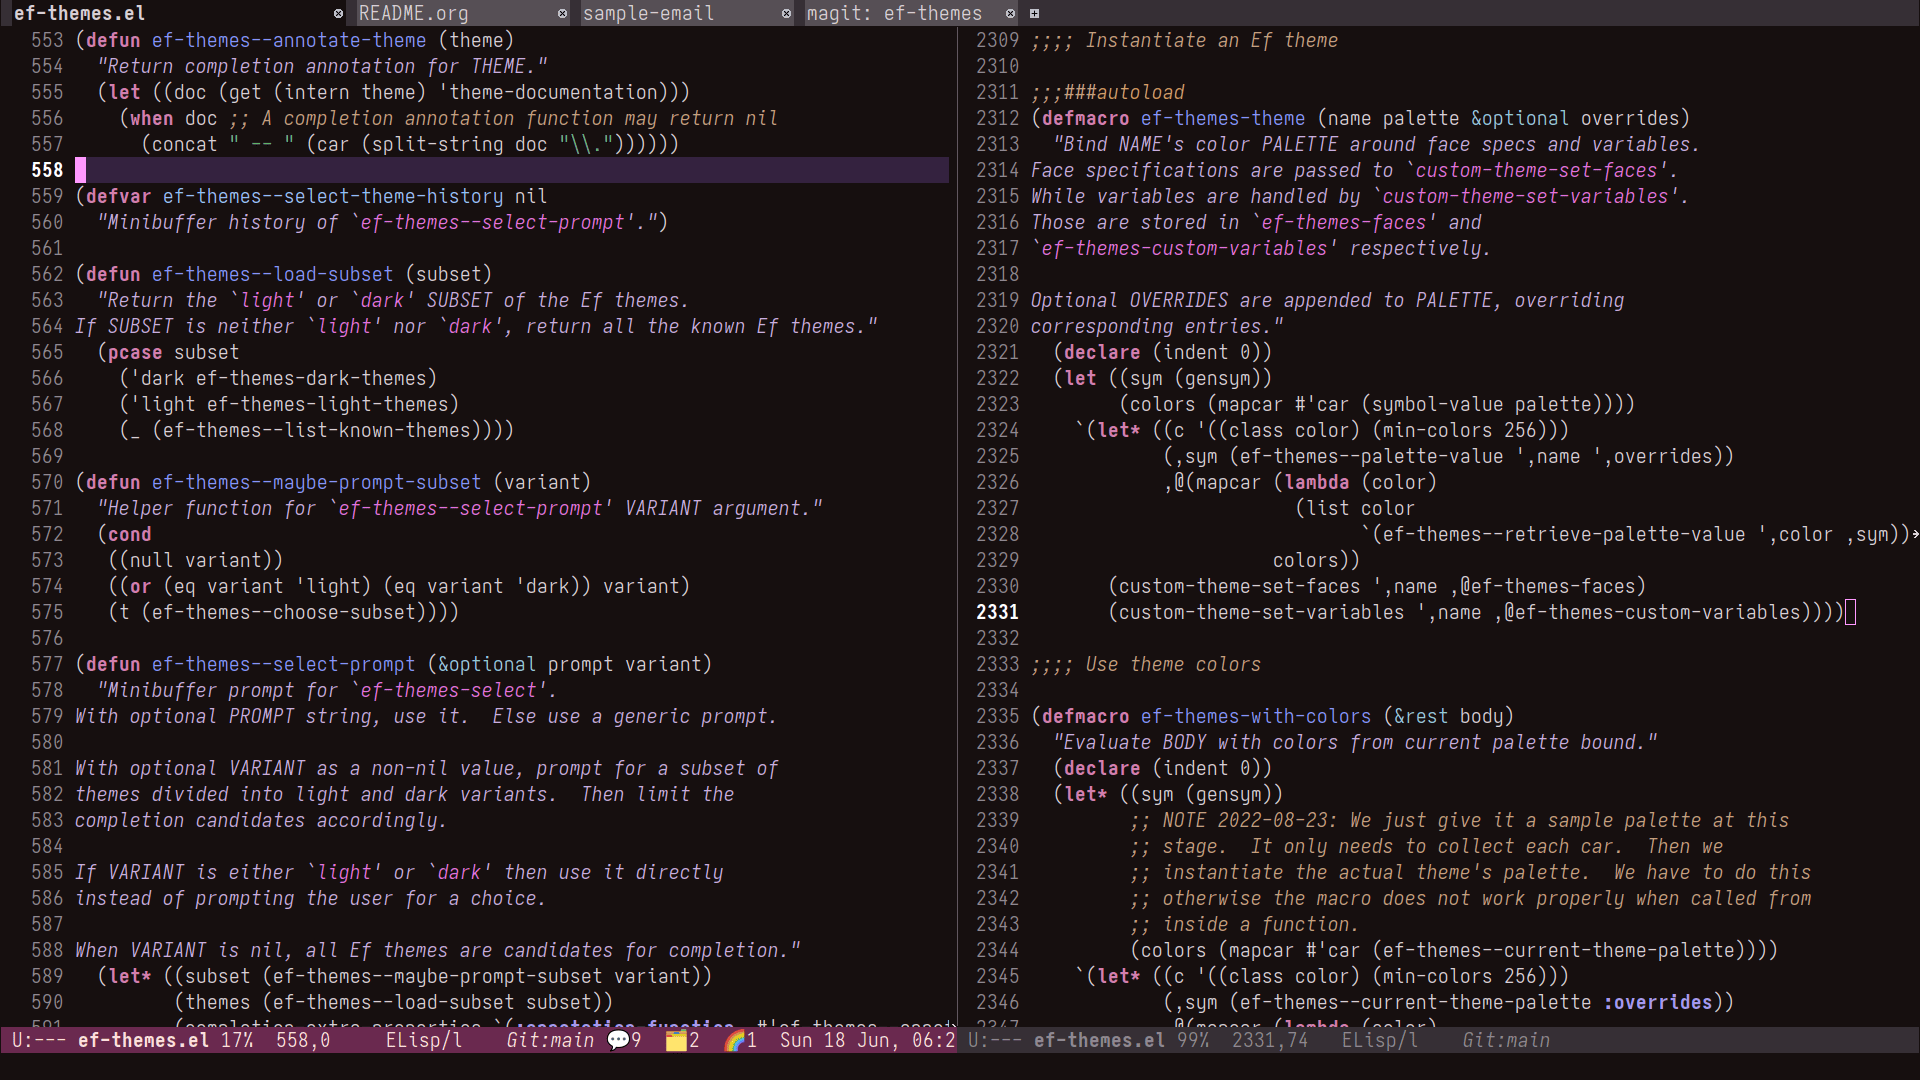 ef-themes.el README.org sample-email magit: ef-themes
553 (defun ef-themes--annotate-theme (theme)
554   "Return completion annotation for THEME."
555   (let ((doc (get (intern theme) 'theme-documentation)))
556     (when doc ;; A completion annotation function may return nil
557       (concat " -- " (car (split-string doc "\\."))))))
558
559 (defvar ef-themes--select-theme-history nil
560   "Minibuffer history of `ef-themes--select-prompt'.")
561
562 (defun ef-themes--load-subset (subset)
563   "Return the `light' or `dark' SUBSET of the Ef themes.
564 If SUBSET is neither `light' nor `dark', return all the known Ef themes."
565   (pcase subset
566     ('dark ef-themes-dark-themes)
567     ('light ef-themes-light-themes)
568     (_ (ef-themes--list-known-themes))))
569
570 (defun ef-themes--maybe-prompt-subset (variant)
571   "Helper function for `ef-themes--select-prompt' VARIANT argument."
572   (cond
573    ((null variant))
574    ((or (eq variant 'light) (eq variant 'dark)) variant)
575    (t (ef-themes--choose-subset))))
576
577 (defun ef-themes--select-prompt (&optional prompt variant)
578   "Minibuffer prompt for `ef-themes-select'.
579 With optional PROMPT string, use it.  Else use a generic prompt.
580
581 With optional VARIANT as a non-nil value, prompt for a subset of
582 themes divided into light and dark variants.  Then limit the
583 completion candidates accordingly.
584
585 If VARIANT is either `light' or `dark' then use it directly
586 instead of prompting the user for a choice.
587
588 When VARIANT is nil, all Ef themes are candidates for completion."
589   (let* ((subset (ef-themes--maybe-prompt-subset variant))
590          (themes (ef-themes--load-subset subset))
U:--- ef-themes.el 17%  558,0     ELisp/l    Git:main 💬9  🗂️2  🌈1  Sun 18 Jun, 06:2
2309 ;;;; Instantiate an Ef theme
2310
2311 ;;;###autoload
2312 (defmacro ef-themes-theme (name palette &optional overrides)
2313   "Bind NAME's color PALETTE around face specs and variables.
2314 Face specifications are passed to `custom-theme-set-faces'.
2315 While variables are handled by `custom-theme-set-variables'.
2316 Those are stored in `ef-themes-faces' and
2317 `ef-themes-custom-variables' respectively.
2318
2319 Optional OVERRIDES are appended to PALETTE, overriding
2320 corresponding entries."
2321   (declare (indent 0))
2322   (let ((sym (gensym))
2323         (colors (mapcar #'car (symbol-value palette))))
2324     `(let* ((c '((class color) (min-colors 256)))
2325             (,sym (ef-themes--palette-value ',name ',overrides))
2326             ,@(mapcar (lambda (color)
2327                         (list color
2328                               `(ef-themes--retrieve-palette-value ',color ,sym))
2329                       colors))
2330        (custom-theme-set-faces ',name ,@ef-themes-faces)
2331        (custom-theme-set-variables ',name ,@ef-themes-custom-variables))))
2332
2333 ;;;; Use theme colors
2334
2335 (defmacro ef-themes-with-colors (&rest body)
2336   "Evaluate BODY with colors from current palette bound."
2337   (declare (indent 0))
2338   (let* ((sym (gensym))
2339          ;; NOTE 2022-08-23: We just give it a sample palette at this
2340          ;; stage.  It only needs to collect each car.  Then we
2341          ;; instantiate the actual theme's palette.  We have to do this
2342          ;; otherwise the macro does not work properly when called from
2343          ;; inside a function.
2344          (colors (mapcar #'car (ef-themes--current-theme-palette))))
2345     `(let* ((c '((class color) (min-colors 256)))
2346             (,sym (ef-themes--current-theme-palette :overrides))
2347             ,@(mapcar (lambda (color)
U:--- ef-themes.el 99%  2331,74   ELisp/l    Git:main